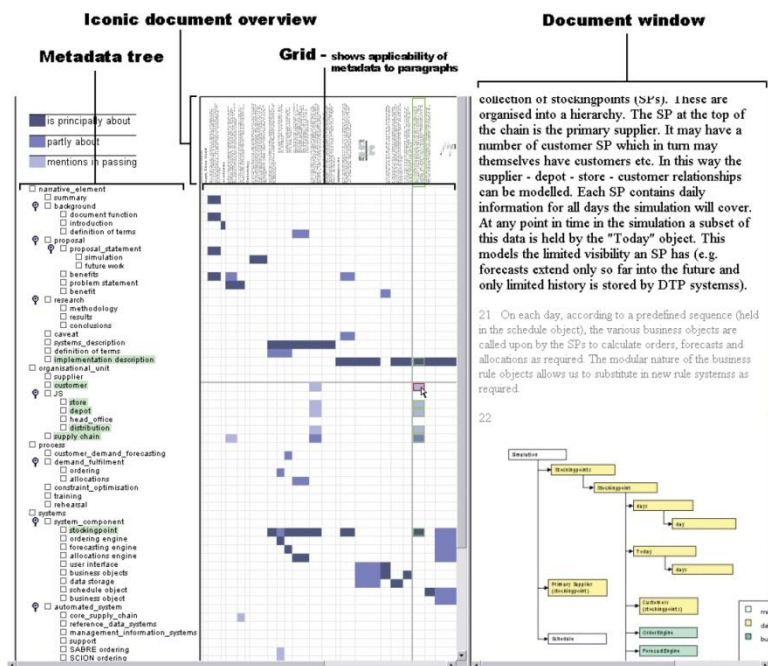 Iconic document overview
Document window
Metadata tree
Grid - shows applicability of
metadata to paragraphs
is principally about
partly about
mentions in passing
narrative_element
summary
background
document function
introduction
definition of terms
proposal
proposal_statement
simulation
future work
benefits
problem statement
benefit
research
methodology
results
conclusions
caveat
systems_description
definition of terms
implementation description
organisational_unit
supplier
customer
JS
store
depot
head_office
distribution
supply chain
process
customer_demand_forecasting
demand_fulfilment
ordering
allocations
constraint_optimisation
training
rehearsal
systems
system_component
stockingpoint
ordering engine
forecasting engine
allocations engine
user interface
business objects
data storage
schedule object
business object
automated_system
core_supply_chain
reference_data_systems
management_information_systems
support
SABRE ordering
SCION ordering
collection of stockingpoints (SPs). These are
organised into a hierarchy. The SP at the top of
the chain is the primary supplier. It may have a
number of customer SP which in turn may
themselves have customers etc. In this way the
supplier - depot - store - customer relationships
can be modelled. Each SP contains daily
information for all days the simulation will cover.
At any point in time in the simulation a subset of
this data is held by the "Today" object. This
models the limited visibility an SP has (e.g.
forecasts extend only so far into the future and
only limited history is stored by DTP systemss).
21 On each day, according to a predefined sequence (held
in the schedule object), the various business objects are
called upon by the SPs to calculate orders, forecasts and
allocations as required. The modular nature of the business
rule objects allows us to substitute in new rule systemss as
required.
22
Simulation
Stockingpoints
Stockingpoint
days
day
Today
days
Primary Supplier
(stockingpoint)
Customers
(stockingpoints)
Schedule
OrderEngine
ForecastEngine
m
da
bu